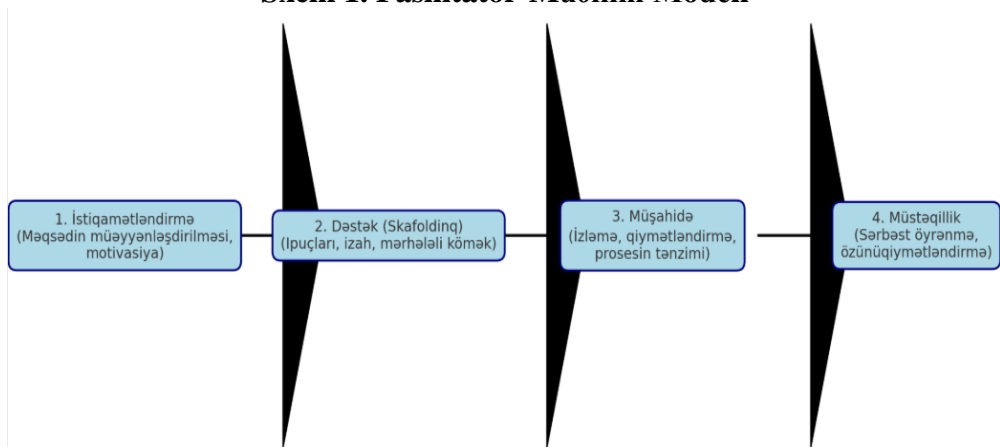 1. İstiqamətləndirmə
(Məqsədin müəyyənləşdirilməsi,
motivasiya)
2. Dəstək (Skafoldinq)
(Ipuçları, izah, mərhələli kömək)
3. Müşahidə
(İzləmə, qiymətləndirmə,
prosesin tənzimi)
4. Müstəqillik
(Sərbəst öyrənmə,
özünüqiymətləndirmə)